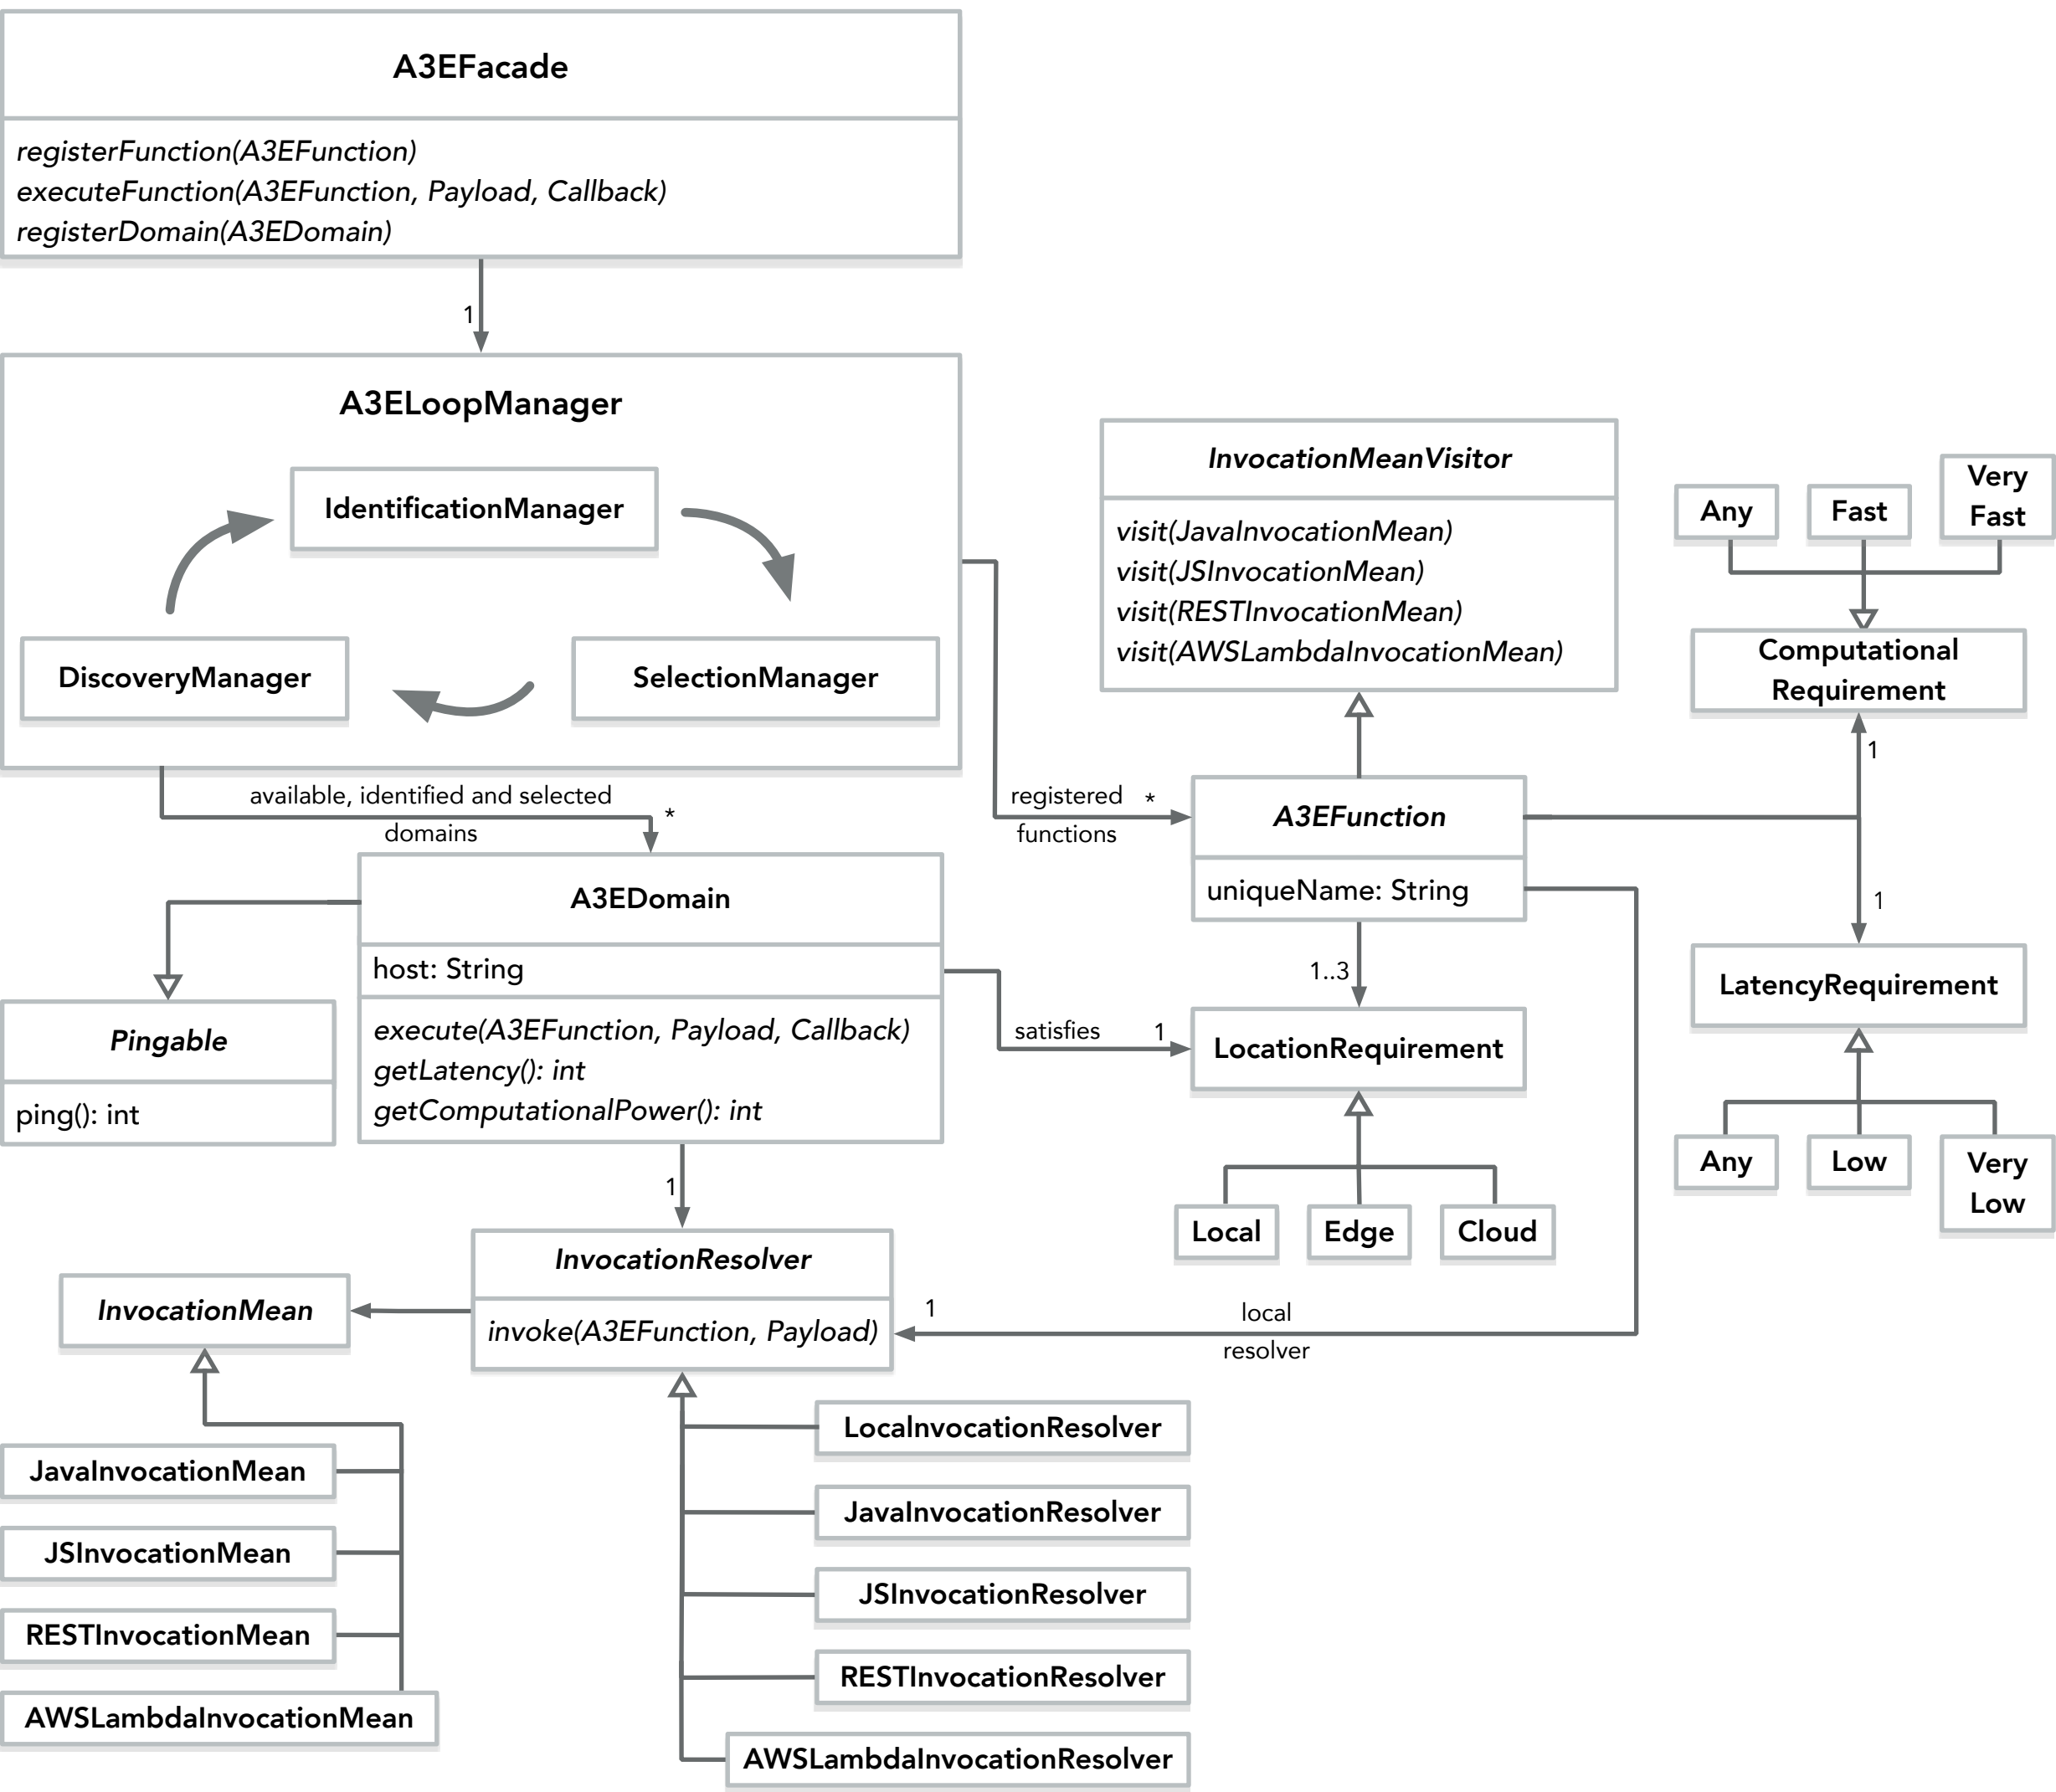 A3EFacade
registerFunction(A3EFunction)
executeFunction(A3EFunction, Payload, Callback)
registerDomain(A3EDomain)
1
A3ELoopManager
IdentificationManager
DiscoveryManager
SelectionManager
available, identified and selected
domains
*
registered
functions
*
InvocationMeanVisitor
visit(JavaInvocationMean)
visit(JSInvocationMean)
visit(RESTInvocationMean)
visit(AWSLambdaInvocationMean)
Any
Fast
Very
Fast
Computational
Requirement
1
A3EFunction
uniqueName: String
1
1..3
LatencyRequirement
Any
Low
Very
Low
A3EDomain
host: String
execute(A3EFunction, Payload, Callback)
getLatency(): int
getComputationalPower(): int
satisfies
1
LocationRequirement
Local
Edge
Cloud
Pingable
ping(): int
1
InvocationResolver
invoke(A3EFunction, Payload)
1
local
resolver
InvocationMean
JavaInvocationMean
JSInvocationMean
RESTInvocationMean
AWSLambdaInvocationMean
LocaInvocationResolver
JavaInvocationResolver
JSInvocationResolver
RESTInvocationResolver
AWSLambdaInvocationResolver